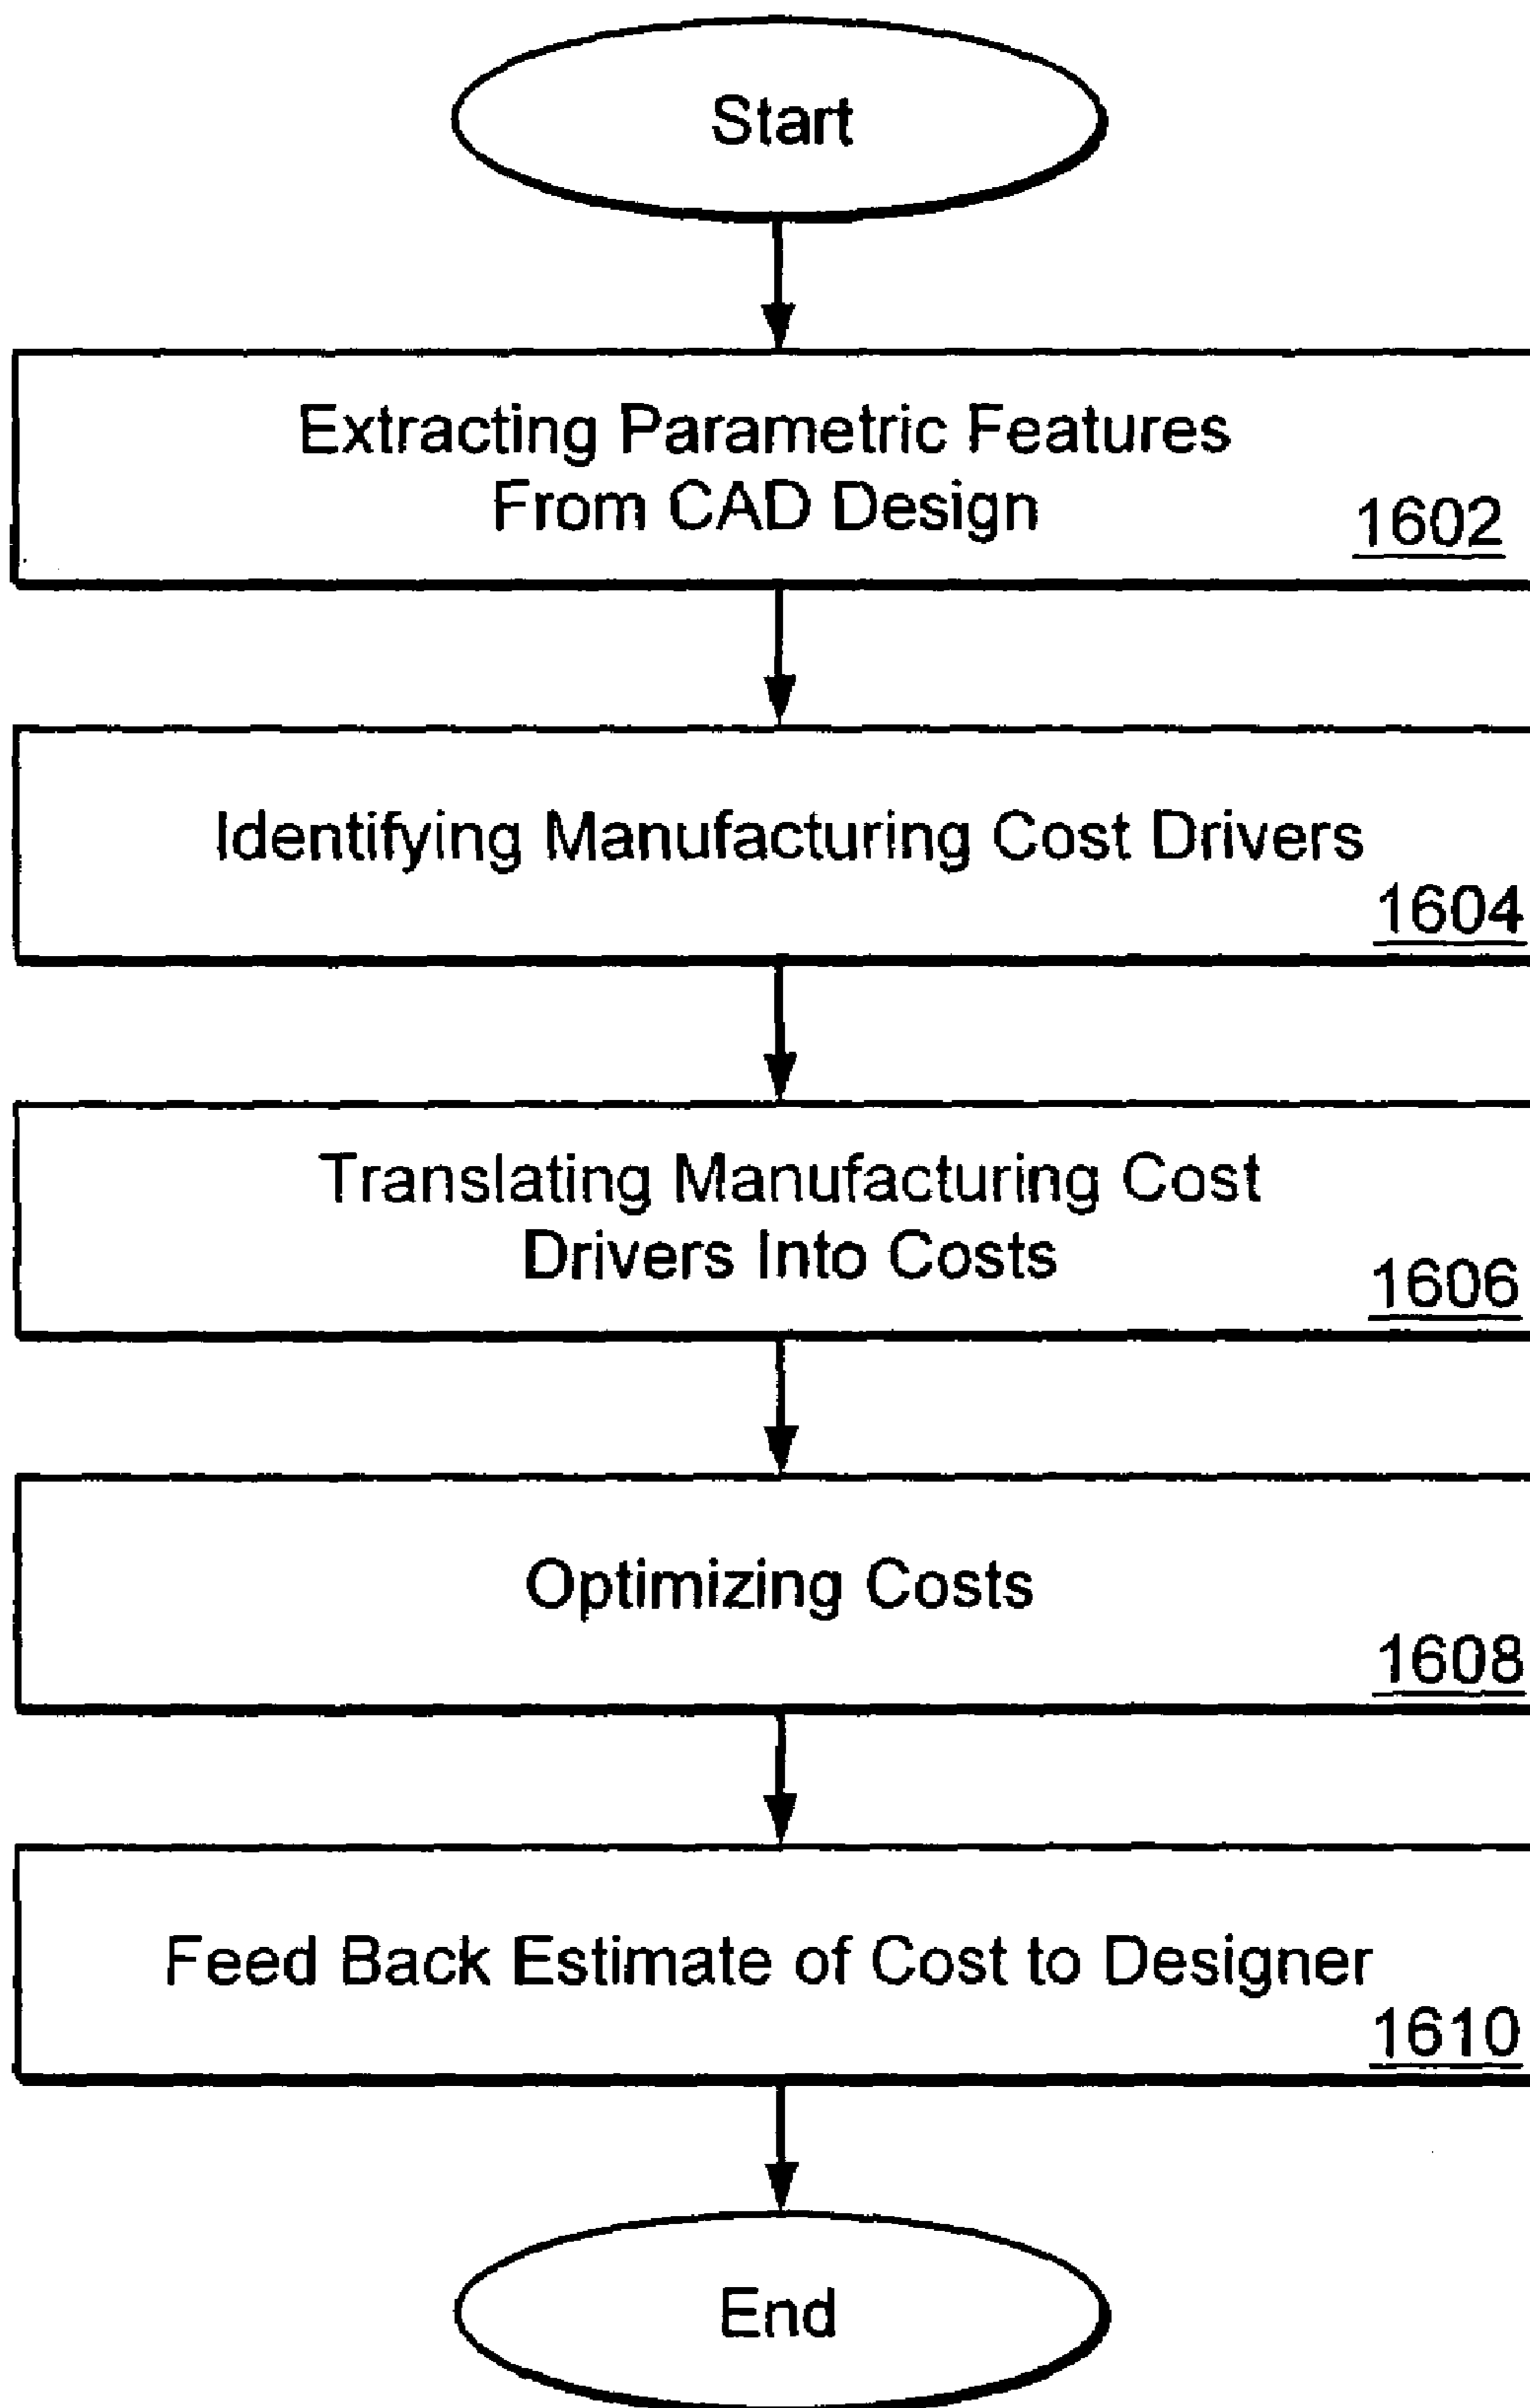 Start
Extracting Parametric Features
From CAD Design
1602
Identifying Manufacturing Cost Drivers
1604
Translating Manufacturing Cost
Drivers Into Costs
1606
Optimizing Costs
1608
Feed Back Estimate of Cost to Designer
1610
End